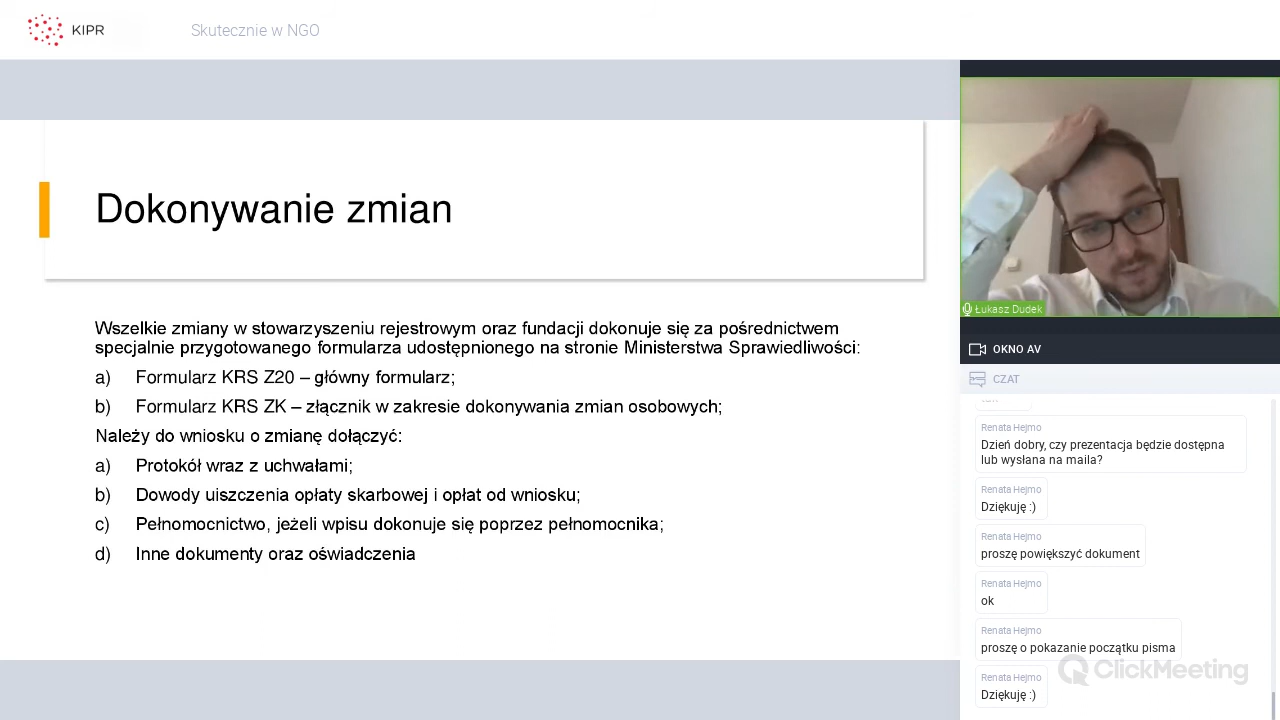 KIPR
Skutecznie w NGO
Dokonywanie zmian
Wszelkie zmiany w stowarzyszeniu rejestrowym oraz fundacji dokonuje się za pośrednictwem
specjalnie przygotowanego formularza udostępnionego na stronie Ministerstwa Sprawiedliwości:
a) Formularz KRS Z20 – główny formularz;
b) Formularz KRS ZK – złącznik w zakresie dokonywania zmian osobowych;
Należy do wniosku o zmianę dołączyć:
a) Protokół wraz z uchwałami;
b) Dowody uiszczenia opłaty skarbowej i opłat od wniosku;
c) Pełnomocnictwo, jeżeli wpisu dokonuje się poprzez pełnomocnika;
d) Inne dokumenty oraz oświadczenia
Łukasz Dudek
OKNO AV
CZAT
Renata Hejmo
Dzień dobry, czy prezentacja będzie dostępna
lub wysłana na maila?
Renata Hejmo
Dziękuję :)
Renata Hejmo
proszę powiększyć dokument
Renata Hejmo
ok
Renata Hejmo
proszę o pokazanie początku pisma
Renata Hejmo
Dziękuję :)
ClickMeeting